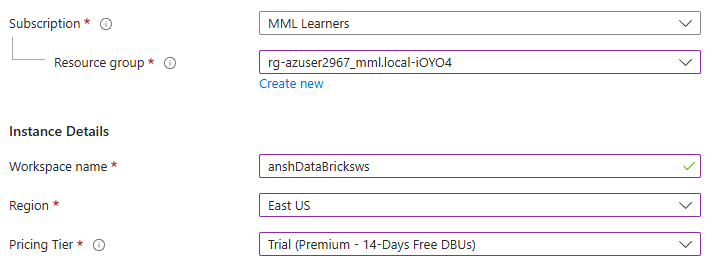 Subscription * MML Learners
Resource group * rg-azuser2967_mml.local-iOYO4
Create new
Instance Details
Workspace name * anshDataBricksws
Region * East US
Pricing Tier * Trial (Premium - 14-Days Free DBUs)